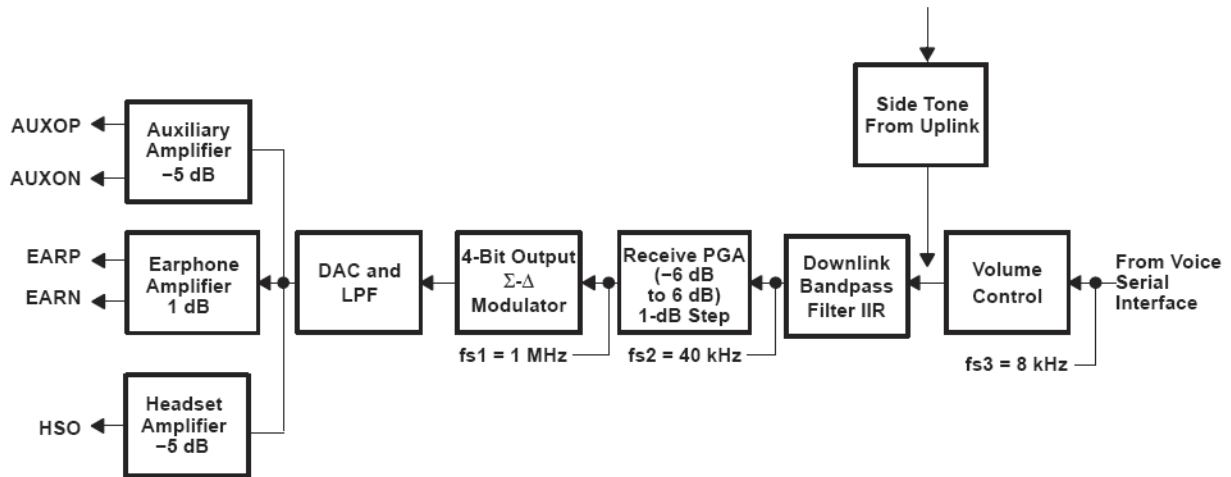 Side Tone
From Uplink
AUXOP
AUXON
Auxiliary
Amplifier
–5 dB
EARP
EARN
Earphone
Amplifier
1 dB
DAC and
LPF
4-Bit Output
Σ-Δ
Modulator
Receive PGA
(–6 dB
to 6 dB)
1-dB Step
Downlink
Bandpass
Filter IIR
Volume
Control
From Voice
Serial
Interface
fs1 = 1 MHz
fs2 = 40 kHz
fs3 = 8 kHz
HSO
Headset
Amplifier
–5 dB